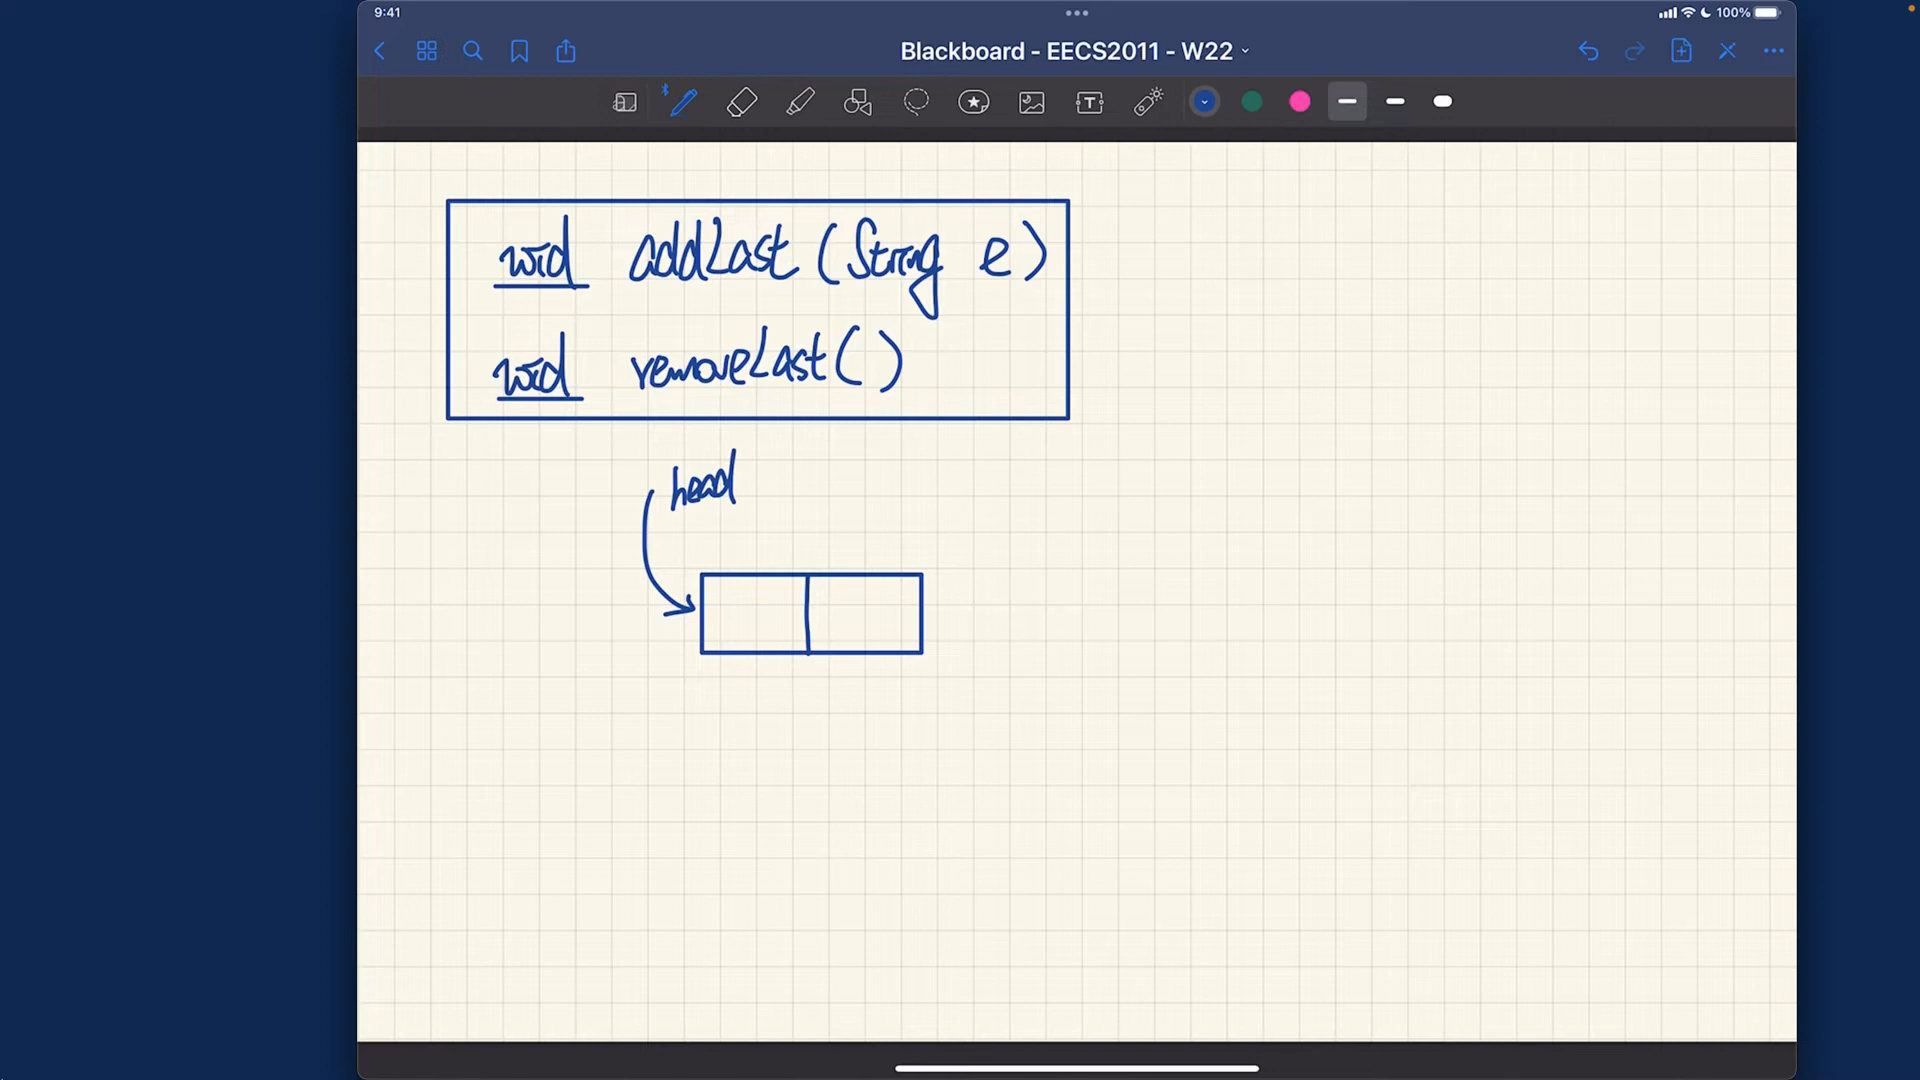 9:41
100%
Blackboard - EECS2011 - W22
T
void addLast (String e)
void removeLast( )
head